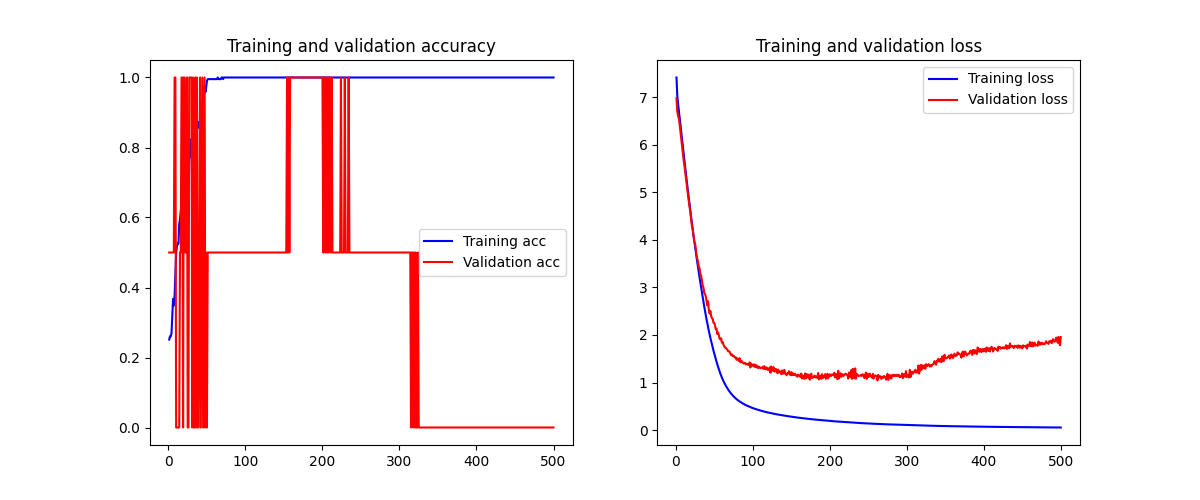 Training and validation accuracy
1.0
0.8
0.6
0.4
0.2
0.0
0 100 200 300 400 500
Training acc
Validation acc
Training and validation loss
7
6
5
4
3
2
1
0
0 100 200 300 400 500
Training loss
Validation loss